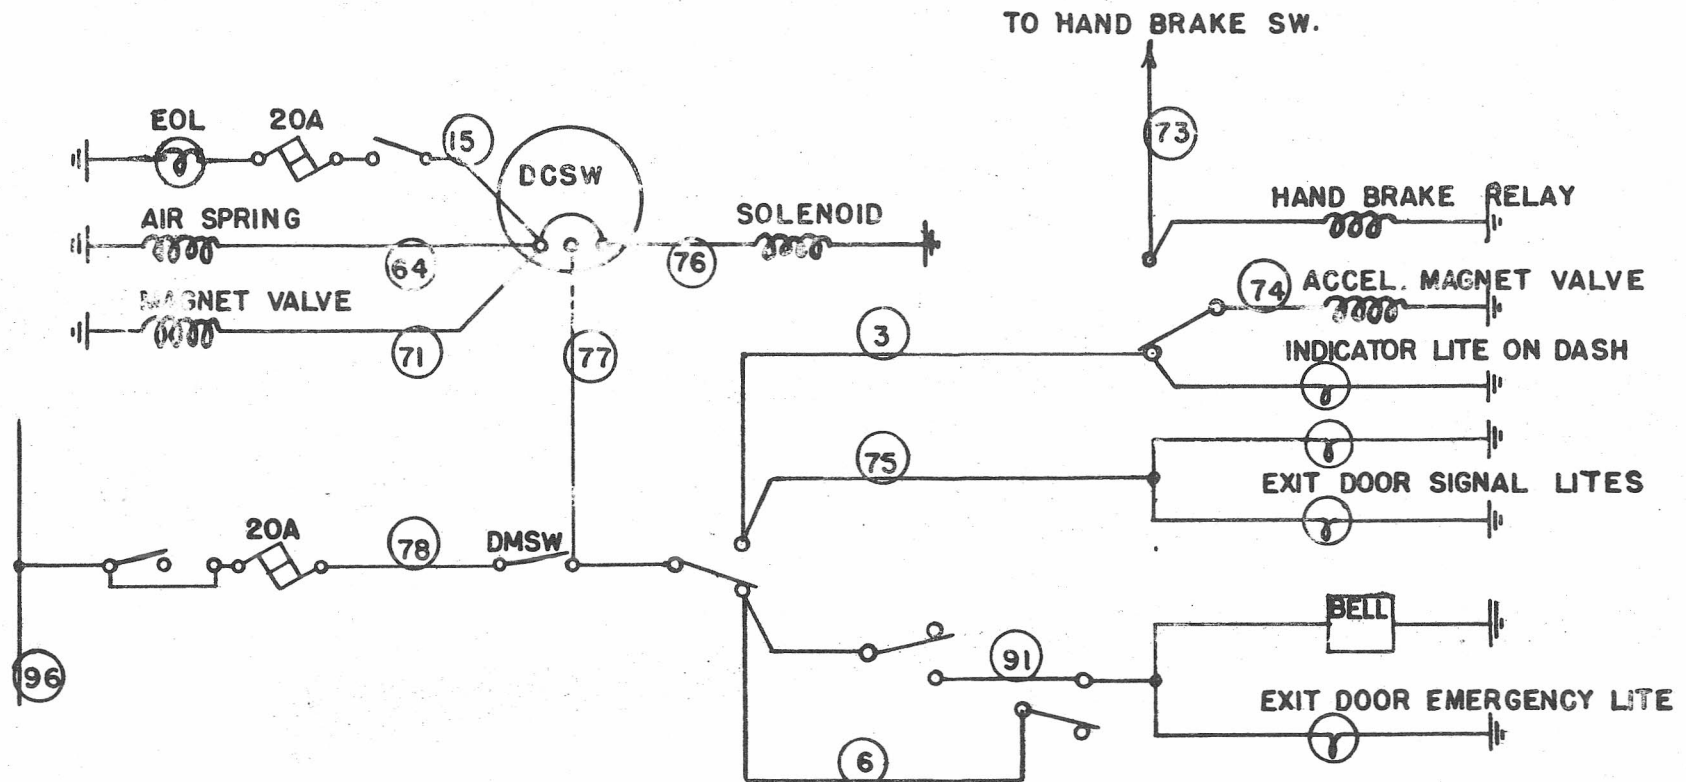 TO HAND BRAKE SW.
EOL
20A
15
DCSW
73
AIR SPRING
SOLENOID
HAND BRAKE RELAY
64
76
MAGNET VALVE
74
ACCEL. MAGNET VALVE
71
77
3
INDICATOR LITE ON DASH
75
EXIT DOOR SIGNAL LITES
20A
78
DMSW
BELL
91
96
EXIT DOOR EMERGENCY LITE
6